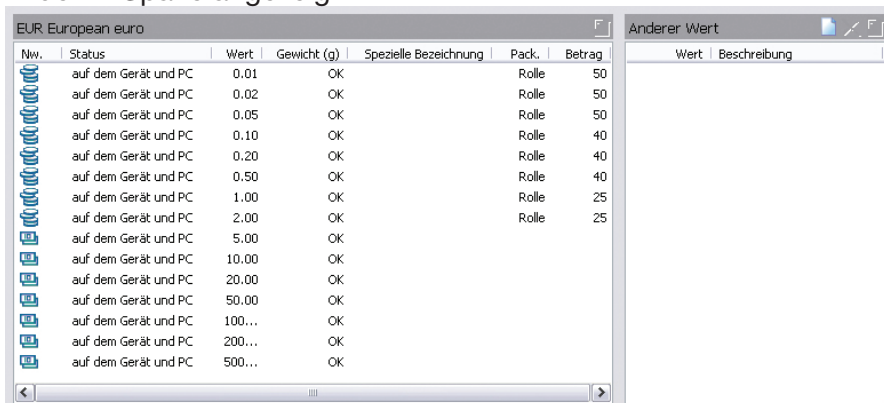 EUR European euro
Nw. Status Wert Gewicht (g) Spezielle Bezeichnung Pack. Betrag
auf dem Gerät und PC 0.01 OK Rolle 50
auf dem Gerät und PC 0.02 OK Rolle 50
auf dem Gerät und PC 0.05 OK Rolle 50
auf dem Gerät und PC 0.10 OK Rolle 40
auf dem Gerät und PC 0.20 OK Rolle 40
auf dem Gerät und PC 0.50 OK Rolle 40
auf dem Gerät und PC 1.00 OK Rolle 25
auf dem Gerät und PC 2.00 OK Rolle 25
auf dem Gerät und PC 5.00 OK
auf dem Gerät und PC 10.00 OK
auf dem Gerät und PC 20.00 OK
auf dem Gerät und PC 50.00 OK
auf dem Gerät und PC 100... OK
auf dem Gerät und PC 200... OK
auf dem Gerät und PC 500... OK
Anderer Wert
Wert Beschreibung